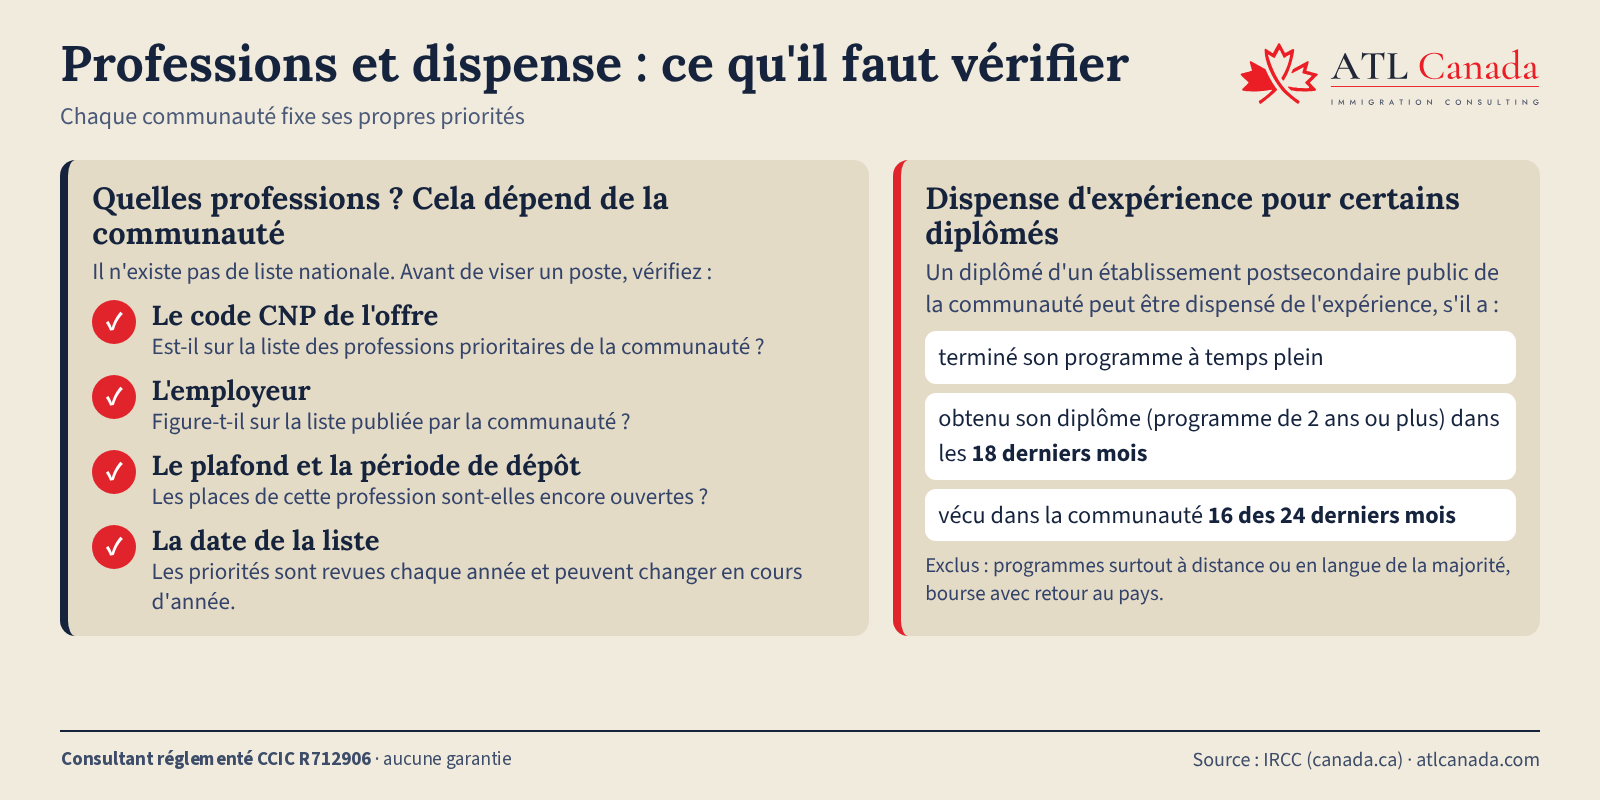 Professions et dispense : ce qu'il faut vérifier
Chaque communauté fixe ses propres priorités
ATL Canada
IMMIGRATION CONSULTING
Quelles professions ? Cela dépend de la
communauté
Il n'existe pas de liste nationale. Avant de viser un poste, vérifiez :
Le code CNP de l'offre
Est-il sur la liste des professions prioritaires de la communauté ?
L'employeur
Figure-t-il sur la liste publiée par la communauté ?
Le plafond et la période de dépôt
Les places de cette profession sont-elles encore ouvertes ?
La date de la liste
Les priorités sont revues chaque année et peuvent changer en cours
d'année.
Dispense d'expérience pour certains
diplômés
Un diplômé d'un établissement postsecondaire public de
la communauté peut être dispensé de l'expérience, s'il a :
terminé son programme à temps plein
obtenu son diplôme (programme de 2 ans ou plus) dans
les 18 derniers mois
vécu dans la communauté 16 des 24 derniers mois
Exclus : programmes surtout à distance ou en langue de la majorité,
bourse avec retour au pays.
Consultant réglementé CCIC R712906 · aucune garantie
Source : IRCC (canada.ca) · atlcanada.com